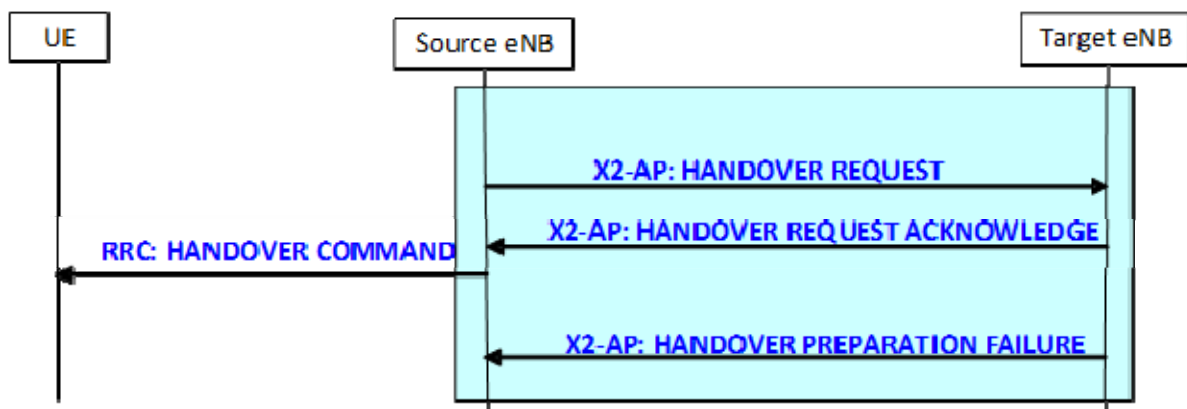 UE
Source eNB
Target eNB
X2-AP: HANDOVER REQUEST
X2-AP: HANDOVER REQUEST ACKNOWLEDGE
RRC: HANDOVER COMMAND
X2-AP: HANDOVER PREPARATION FAILURE